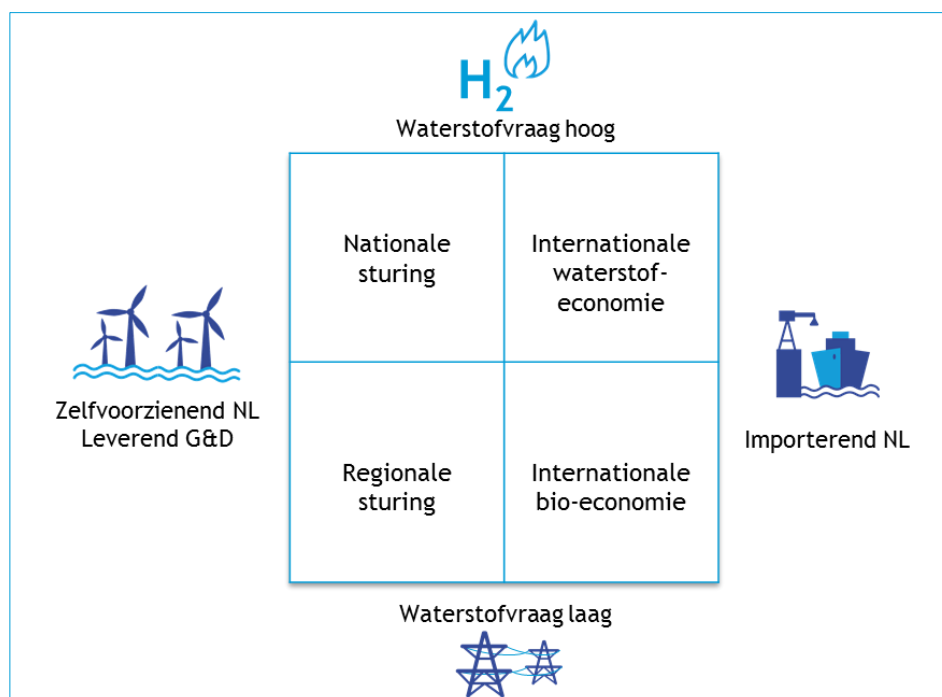 H₂
Waterstofvraag hoog
Nationale
sturing
Internationale
waterstof-
economie
Zelfvoorzienend NL
Leverend G&D
Importerend NL
Regionale
sturing
Internationale
bio-economie
Waterstofvraag laag